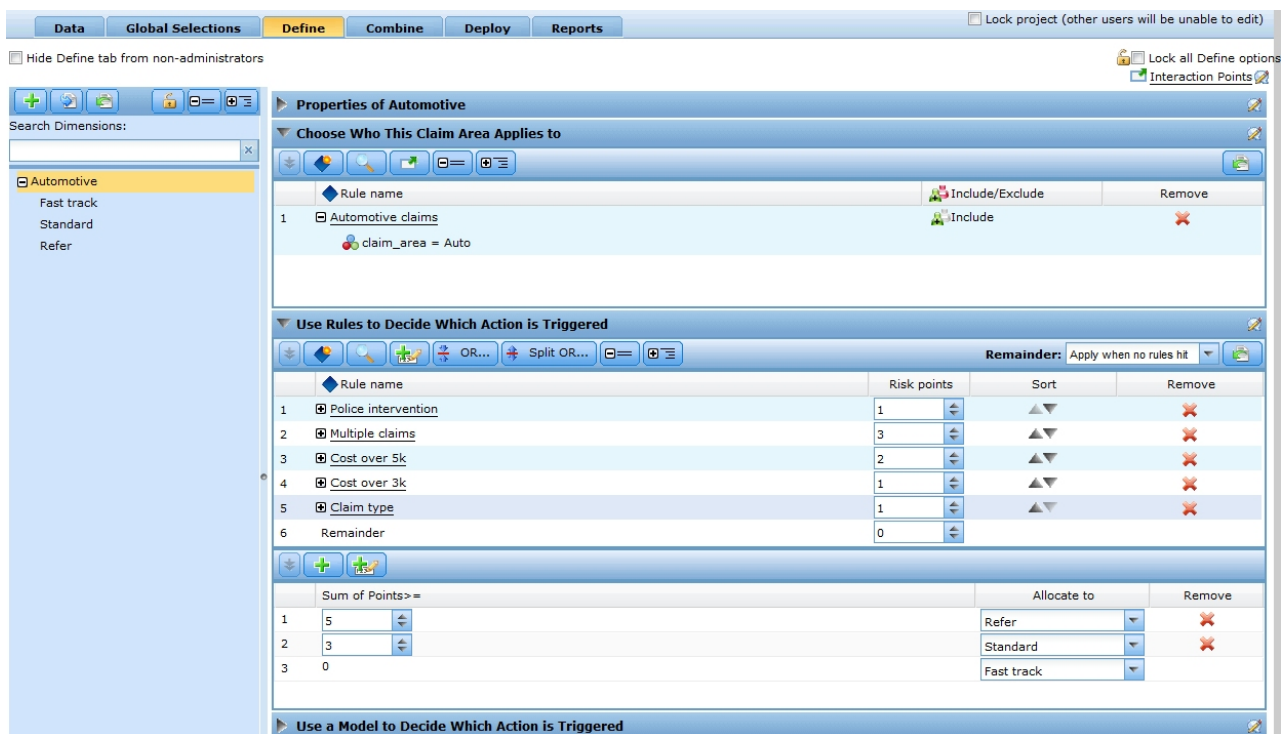 Lock project (other users will be unable to edit)
Data Global Selections Define Combine Deploy Reports
Hide Define tab from non-administrators
Lock all Define options
Interaction Points
Properties of Automotive
Search Dimensions:
Choose Who This Claim Area Applies to
Automotive
Fast track
Standard
Refer
Rule name Include/Exclude Remove
1 Automotive claims Include
claim_area = Auto
Use Rules to Decide Which Action is Triggered
OR... Split OR... Remainder: Apply when no rules hit
Rule name Risk points Sort Remove
1 Police intervention 1
2 Multiple claims 3
3 Cost over 5k 2
4 Cost over 3k 1
5 Claim type 1
6 Remainder 0
Sum of Points>= Allocate to Remove
1 5 Refer
2 3 Standard
3 0 Fast track
Use a Model to Decide Which Action is Triggered